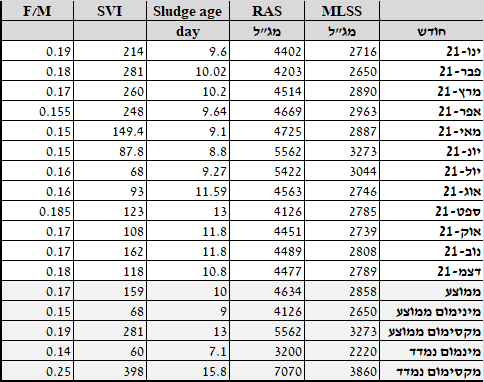 F/M SVI Sludge age RAS MLSS
day מג״ל מג״ל חודש
0.19 214 9.6 4402 2716 ינו-21
0.18 281 10.02 4203 2650 פבר-21
0.17 260 10.2 4514 2890 מרץ-21
0.155 248 9.64 4669 2963 אפר-21
0.15 149.4 9.1 4725 2887 מאי-21
0.15 87.8 8.8 5562 3273 יונ-21
0.16 68 9.27 5422 3044 יול-21
0.16 93 11.59 4563 2746 אוג-21
0.185 123 13 4126 2785 ספט-21
0.17 108 11.8 4451 2739 אוק-21
0.17 162 11.8 4489 2808 נוב-21
0.18 118 10.8 4477 2789 דצמ-21
0.17 159 10 4634 2858 ממוצע
0.15 68 9 4126 2650 מינימום ממוצע
0.19 281 13 5562 3273 מקסימום ממוצע
0.14 60 7.1 3200 2220 מינמום נמדד
0.25 398 15.8 7070 3860 מקסימום נמדד